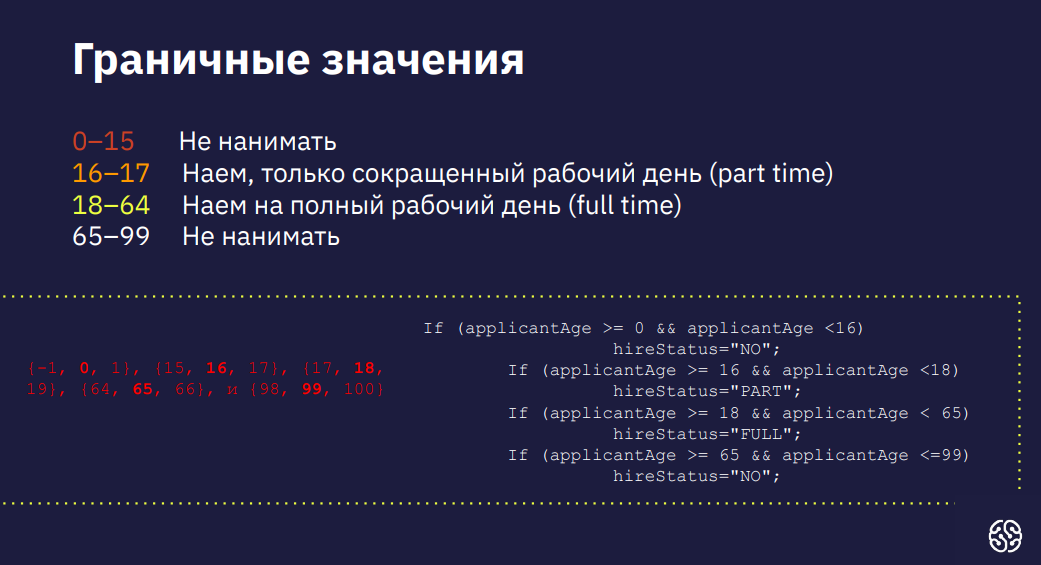 Граничные значения
0–15 Не нанимать
16–17 Наем, только сокращенный рабочий день (part time)
18–64 Наем на полный рабочий день (full time)
65–99 Не нанимать
{-1, 0, 1}, {15, 16, 17}, {17, 18,
19}, {64, 65, 66}, и {98, 99, 100}
If (applicantAge >= 0 && applicantAge <16)
hireStatus="NO";
If (applicantAge >= 16 && applicantAge <18)
hireStatus="PART";
If (applicantAge >= 18 && applicantAge < 65)
hireStatus="FULL";
If (applicantAge >= 65 && applicantAge <=99)
hireStatus="NO";